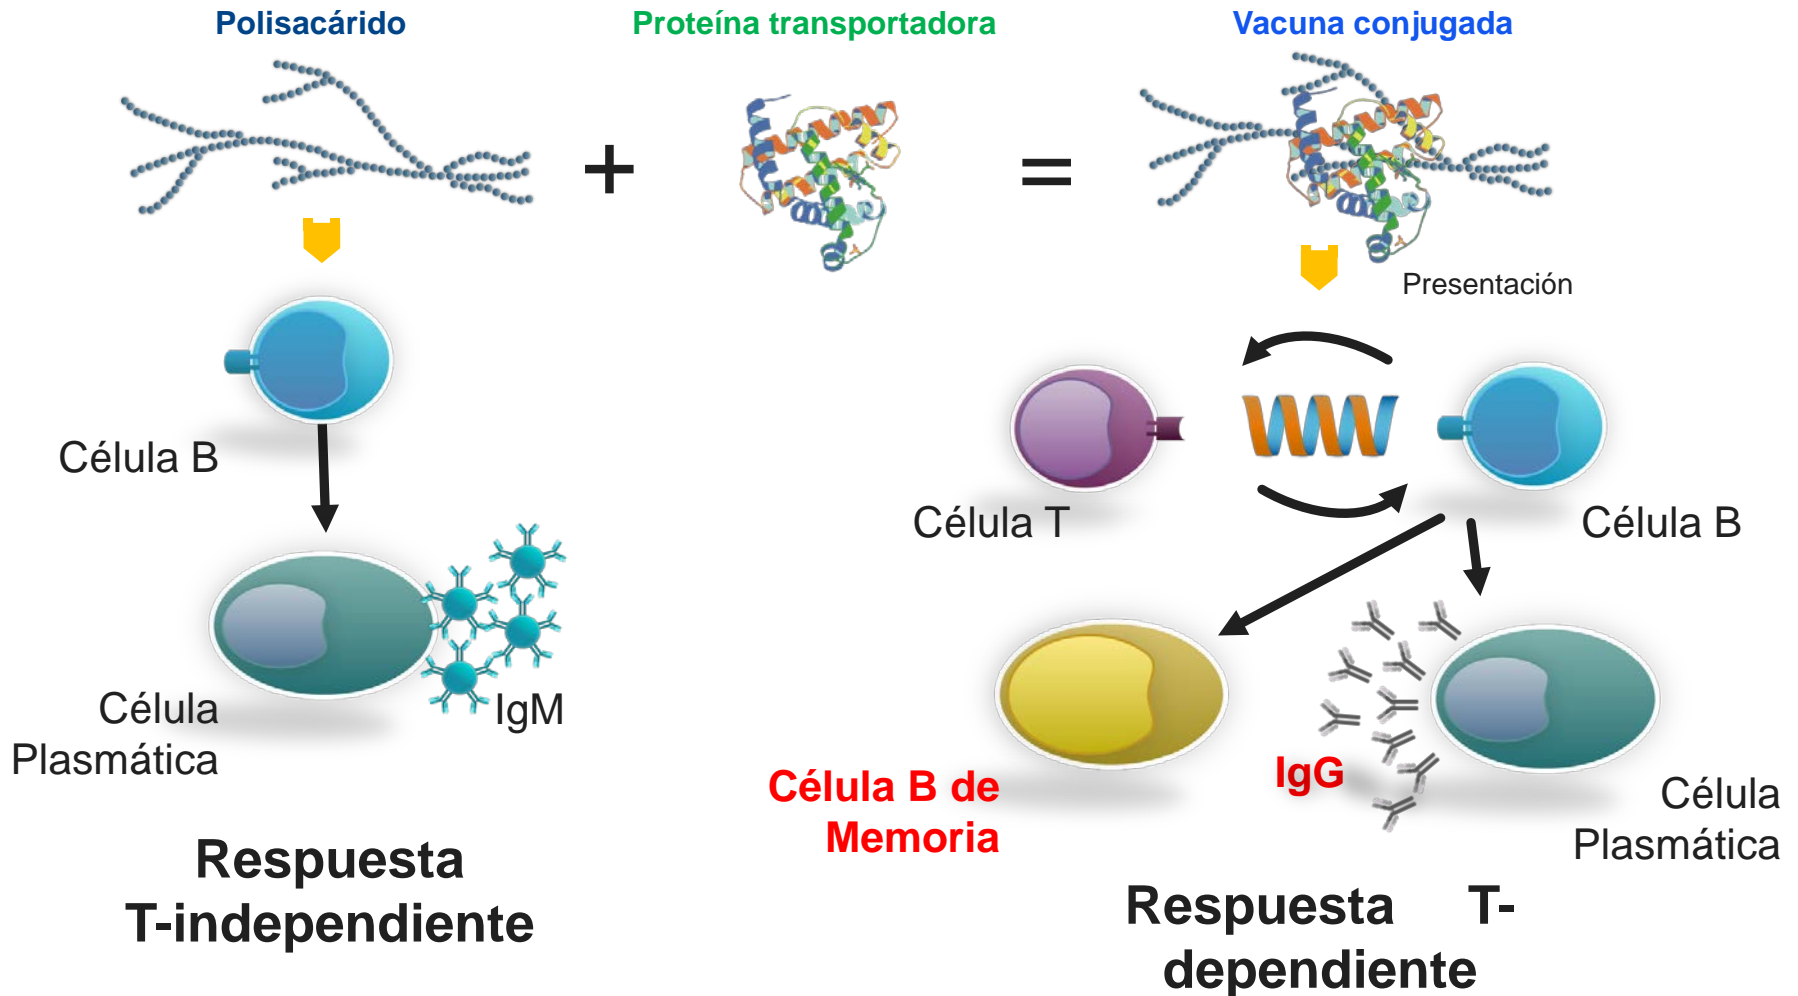 Polisacárido
Proteína transportadora
Vacuna conjugada
+
=
Presentación
Célula B
Célula T
Célula B
IgM
Célula
Plasmática
Célula B de
Memoria
IgG
Célula
Plasmática
Respuesta
T-independiente
Respuesta T-
dependiente